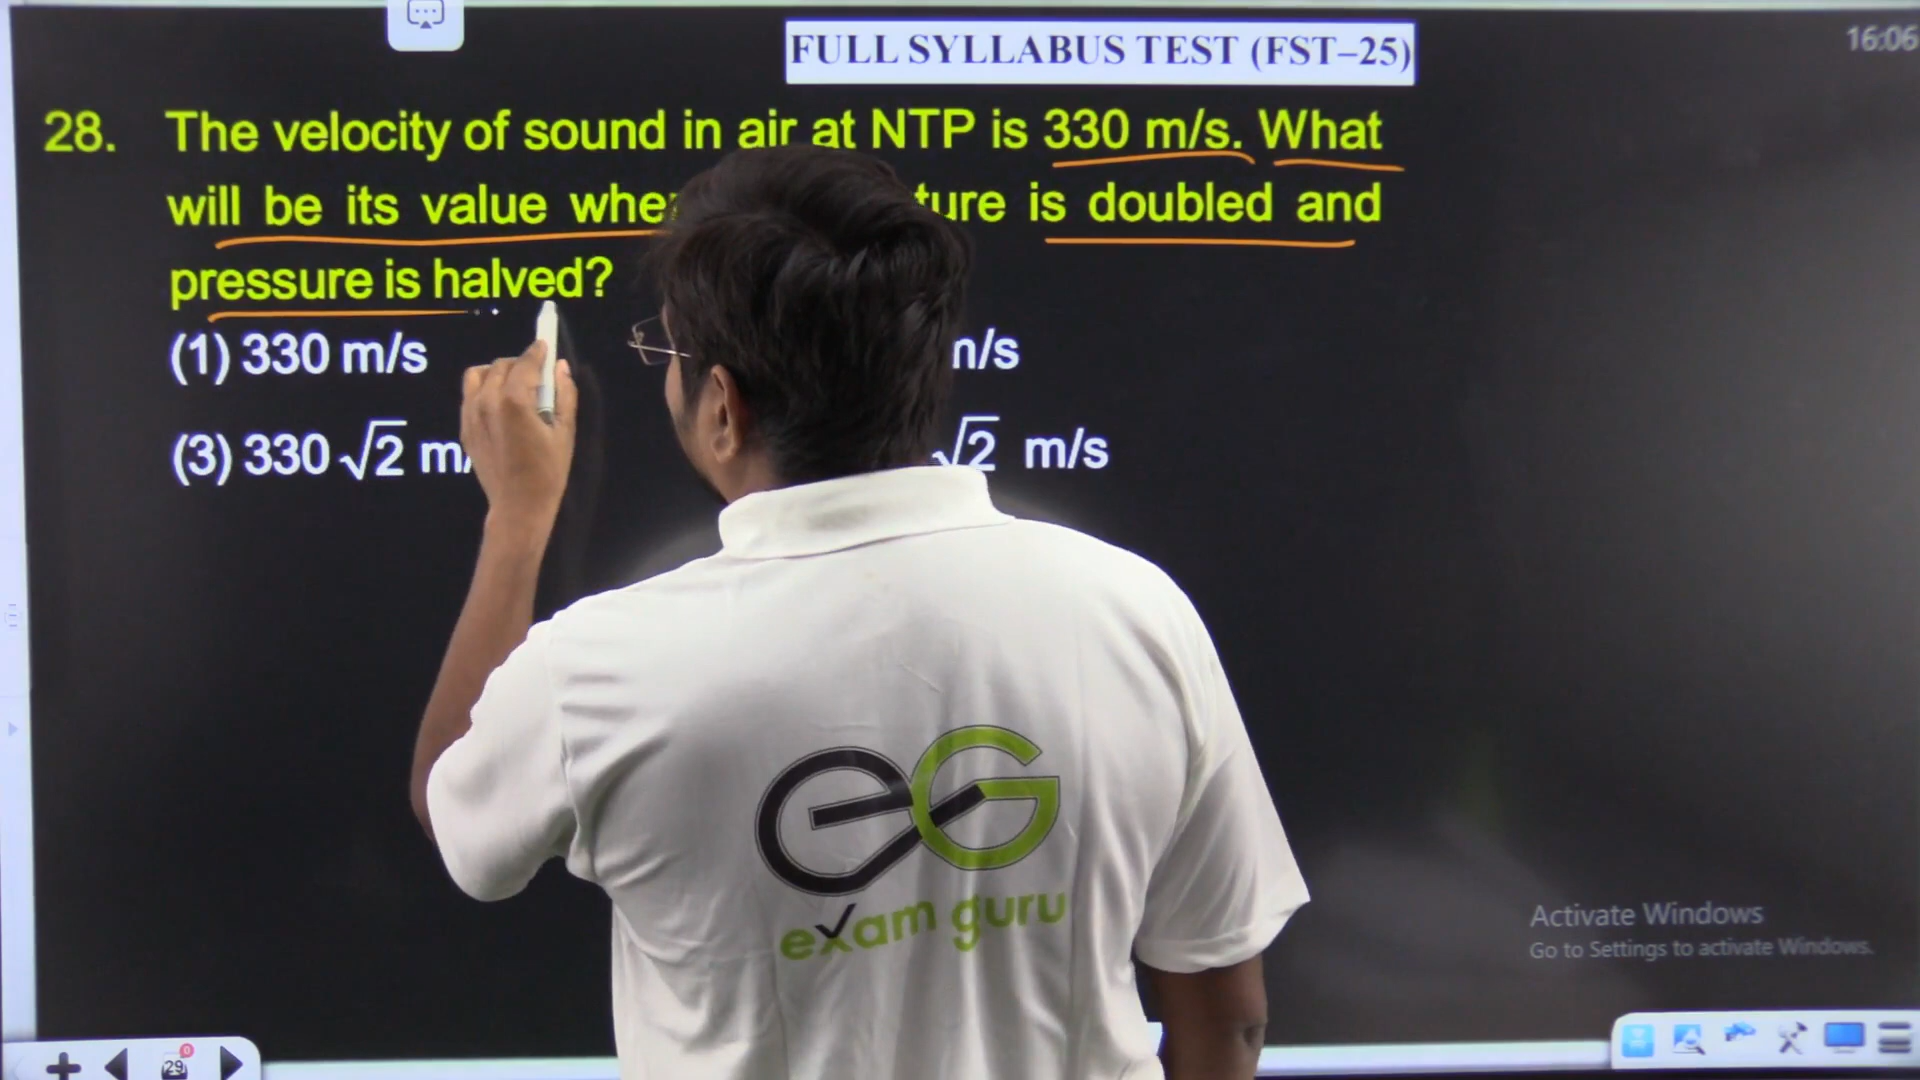 FULL SYLLABUS TEST (FST–25)
16:06
28. The velocity of sound in air at NTP is 330 m/s. What
will be its value is doubled and
pressure is halved?
(1) 330 m/s m/s
(3) 330 √2 √2 m/s
eG
exam guru
Activate Windows
Go to Settings to activate Windows.
29
0